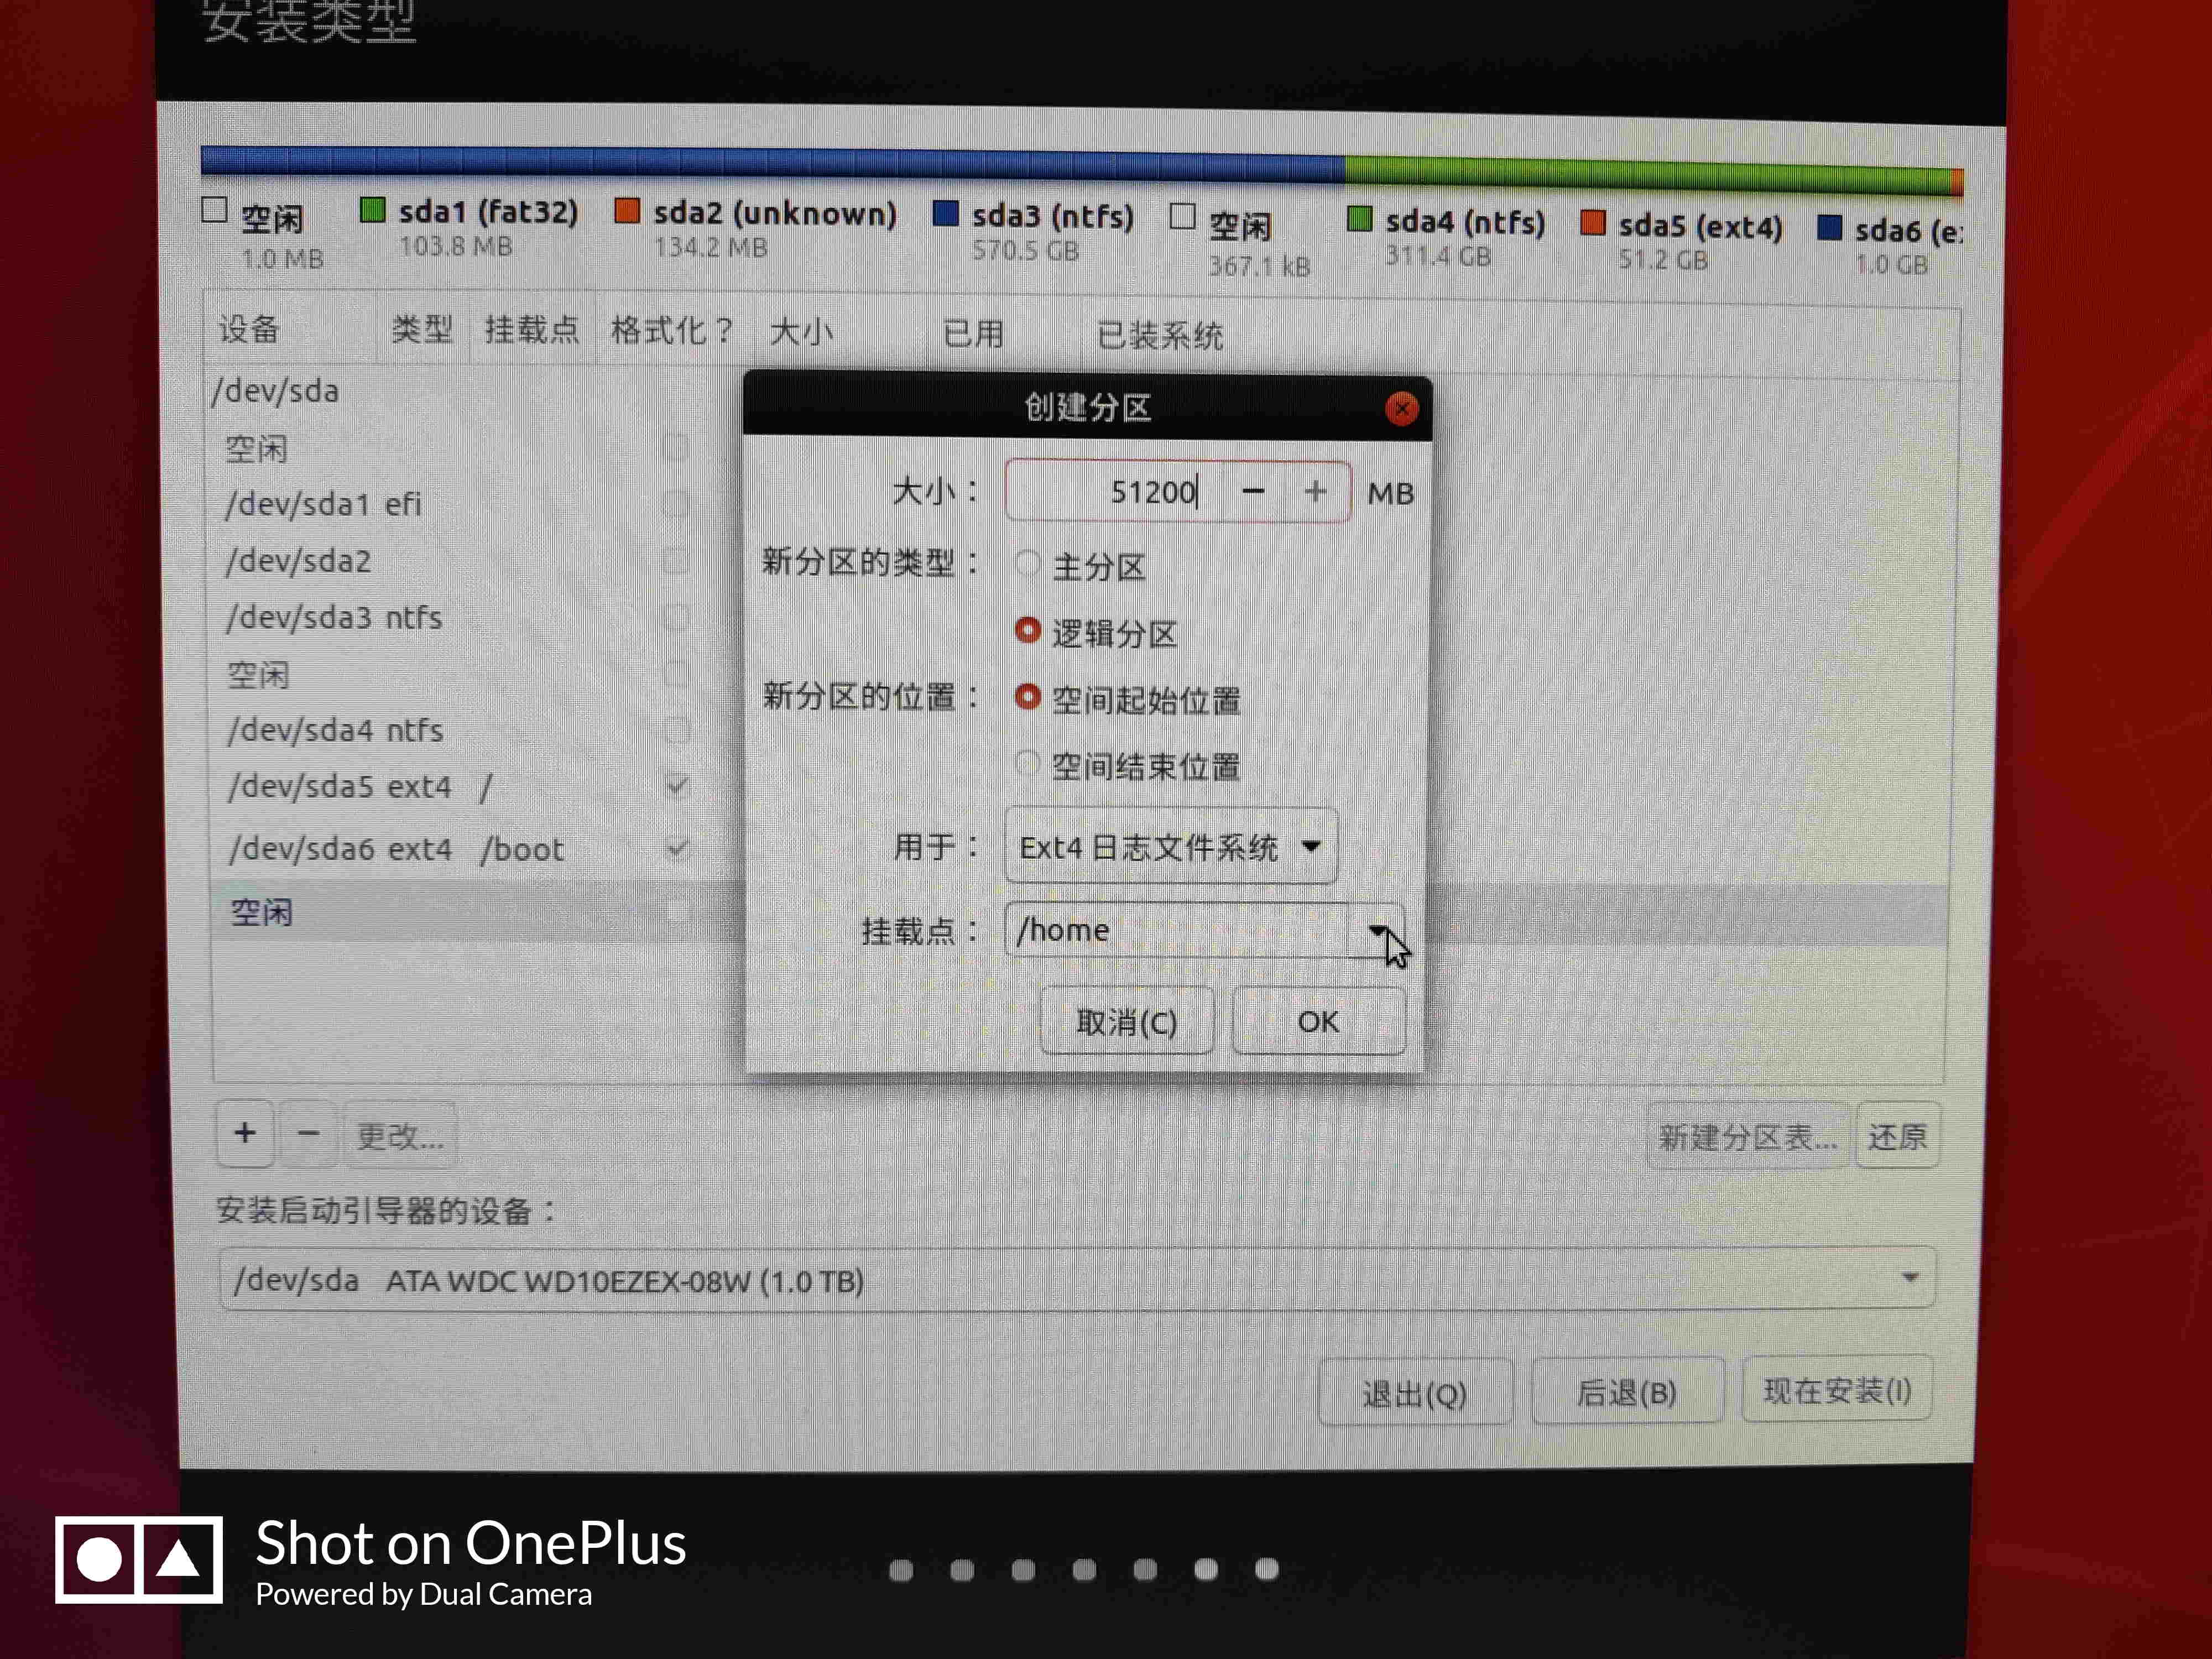 安装类型
空闲 sda1 (fat32) sda2 (unknown) sda3 (ntfs) 空闲 sda4 (ntfs) sda5 (ext4) sda6 (e
1.0 MB 103.8 MB 134.2 MB 570.5 GB 367.1 kB 311.4 GB 51.2 GB 1.0 GB
设备 类型 挂载点 格式化？ 大小 已用 已装系统
/dev/sda
空闲
/dev/sda1 efi
/dev/sda2
/dev/sda3 ntfs
空闲
/dev/sda4 ntfs
/dev/sda5 ext4 /
/dev/sda6 ext4 /boot
空闲
创建分区
大小： 51200 − + MB
新分区的类型： 主分区
逻辑分区
新分区的位置： 空间起始位置
空间结束位置
用于： Ext4 日志文件系统
挂载点： /home
取消(C) OK
+ − 更改... 新建分区表... 还原
安装启动引导器的设备：
/dev/sda ATA WDC WD10EZEX-08W (1.0 TB)
退出(Q) 后退(B) 现在安装(I)
Shot on OnePlus
Powered by Dual Camera